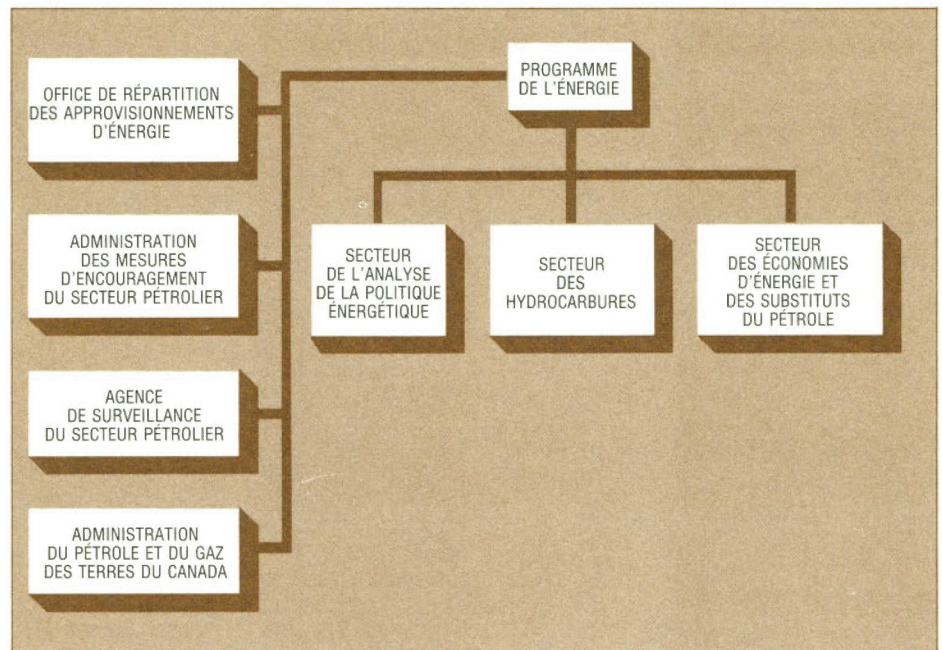 PROGRAMME
DE L'ÉNERGIE
OFFICE DE RÉPARTITION
DES APPROVISIONNEMENTS
D'ÉNERGIE
ADMINISTRATION
DES MESURES
D'ENCOURAGEMENT
DU SECTEUR PÉTROLIER
AGENCE
DE SURVEILLANCE
DU SECTEUR PÉTROLIER
ADMINISTRATION
DU PÉTROLE ET DU GAZ
DES TERRES DU CANADA
SECTEUR
DE L'ANALYSE
DE LA POLITIQUE
ÉNERGÉTIQUE
SECTEUR
DES
HYDROCARBURES
SECTEUR
DES ÉCONOMIES
D'ÉNERGIE ET
DES SUBSTITUTS
DU PÉTROLE